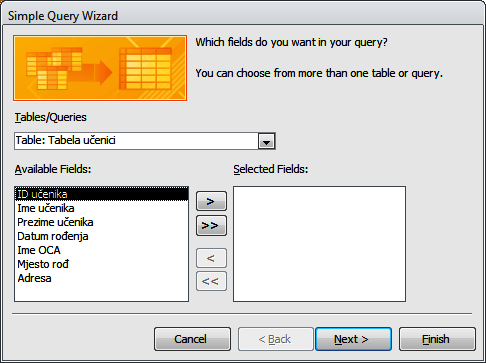 Simple Query Wizard
Which fields do you want in your query?
You can choose from more than one table or query.
Tables/Queries
Table: Tabela učenici
Available Fields:
Selected Fields:
ID učenika
Ime učenika
Prezime učenika
Datum rođenja
Ime OCA
Mjesto rođ
Adresa
>
>>
<
<<
Cancel
< Back
Next >
Finish